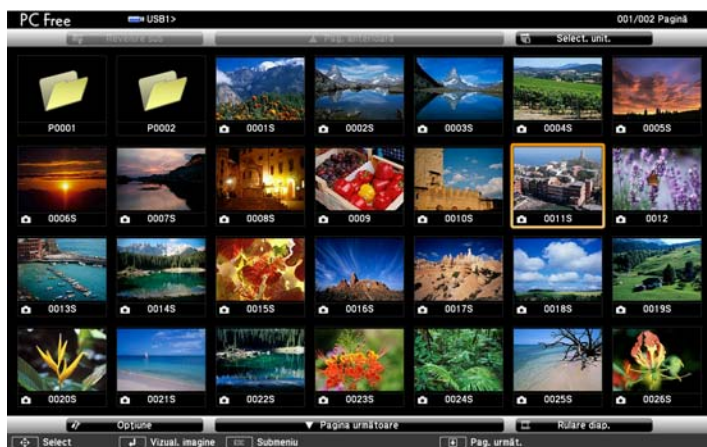 PC Free USB1> 001/002 Pagină
Revenire sus Pag. anterioară Select. unit.
P0001 P0002 0001S 0002S 0003S 0004S 0005S
0006S 0007S 0008S 0009 0010S 0011S 0012
0013S 0014S 0015S 0016S 0017S 0018S 0019S
0020S 0021S 0022S 0023S 0024S 0025S 0026S
Opțiune Pagina următoare Rulare diap.
Select Vizual. imagine Esc Submeniu Pag. următ.